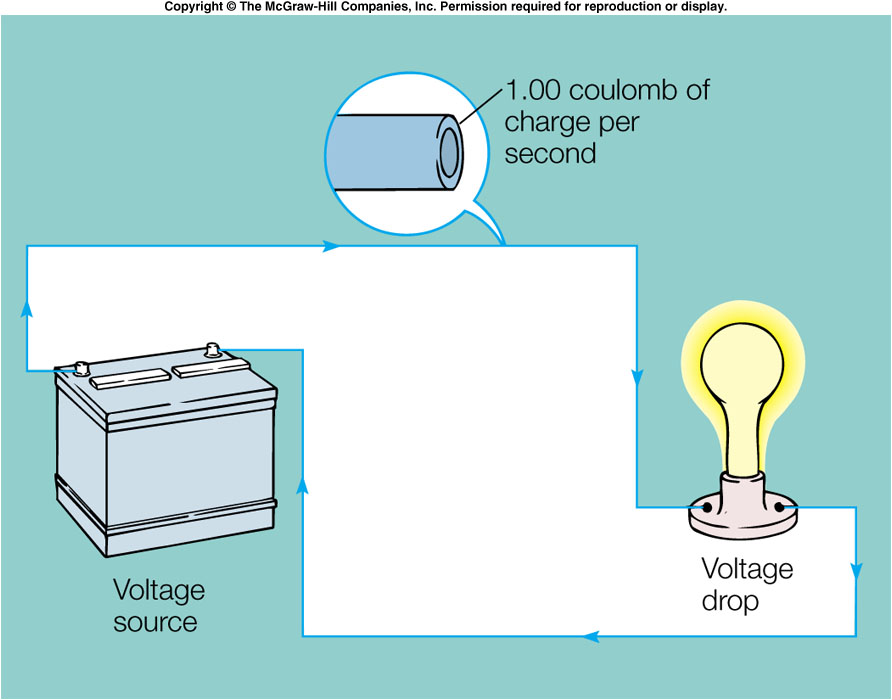 Copyright © The McGraw-Hill Companies, Inc. Permission required for reproduction or display.
1.00 coulomb of
charge per
second
Voltage
source
Voltage
drop